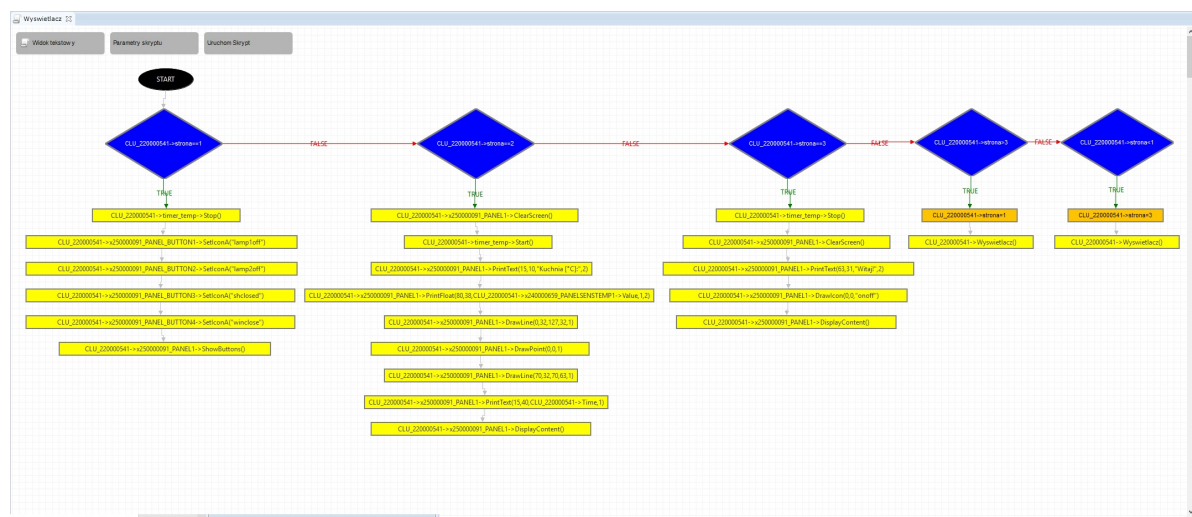 Wyswietlacz
Widok tekstowy
Parametry skryptu
Uruchom Skrypt
START
CLU_220000541->strona==1
FALSE
CLU_220000541->strona==2
FALSE
CLU_220000541->strona==3
FALSE
CLU_220000541->strona>3
FALSE
CLU_220000541->strona<1
TRUE
CLU_220000541->timer_temp->Stop()
CLU_220000541->x250000091_PANEL_BUTTON1->SetIconA("lamp1off")
CLU_220000541->x250000091_PANEL_BUTTON2->SetIconA("lamp2off")
CLU_220000541->x250000091_PANEL_BUTTON3->SetIconA("shclosed")
CLU_220000541->x250000091_PANEL_BUTTON4->SetIconA("winclose")
CLU_220000541->x250000091_PANEL1->ShowButtons()
TRUE
CLU_220000541->x250000091_PANEL1->ClearScreen()
CLU_220000541->timer_temp->Start()
CLU_220000541->x250000091_PANEL1->PrintText(15,10,"Kuchnia [°C]:",2)
CLU_220000541->x250000091_PANEL1->PrintFloat(80,38,CLU_220000541->x240000659_PANELSENSTEMP1->Value,1,2)
CLU_220000541->x250000091_PANEL1->DrawLine(0,32,127,32,1)
CLU_220000541->x250000091_PANEL1->DrawPoint(0,0,1)
CLU_220000541->x250000091_PANEL1->DrawLine(70,32,70,63,1)
CLU_220000541->x250000091_PANEL1->PrintText(15,40,CLU_220000541->Time,1)
CLU_220000541->x250000091_PANEL1->DisplayContent()
TRUE
CLU_220000541->timer_temp->Stop()
CLU_220000541->x250000091_PANEL1->ClearScreen()
CLU_220000541->x250000091_PANEL1->PrintText(63,31,"Witaj!",2)
CLU_220000541->x250000091_PANEL1->DrawIcon(0,0,"onoff")
CLU_220000541->x250000091_PANEL1->DisplayContent()
TRUE
CLU_220000541->strona=1
CLU_220000541->Wyswietlacz()
TRUE
CLU_220000541->strona=3
CLU_220000541->Wyswietlacz()